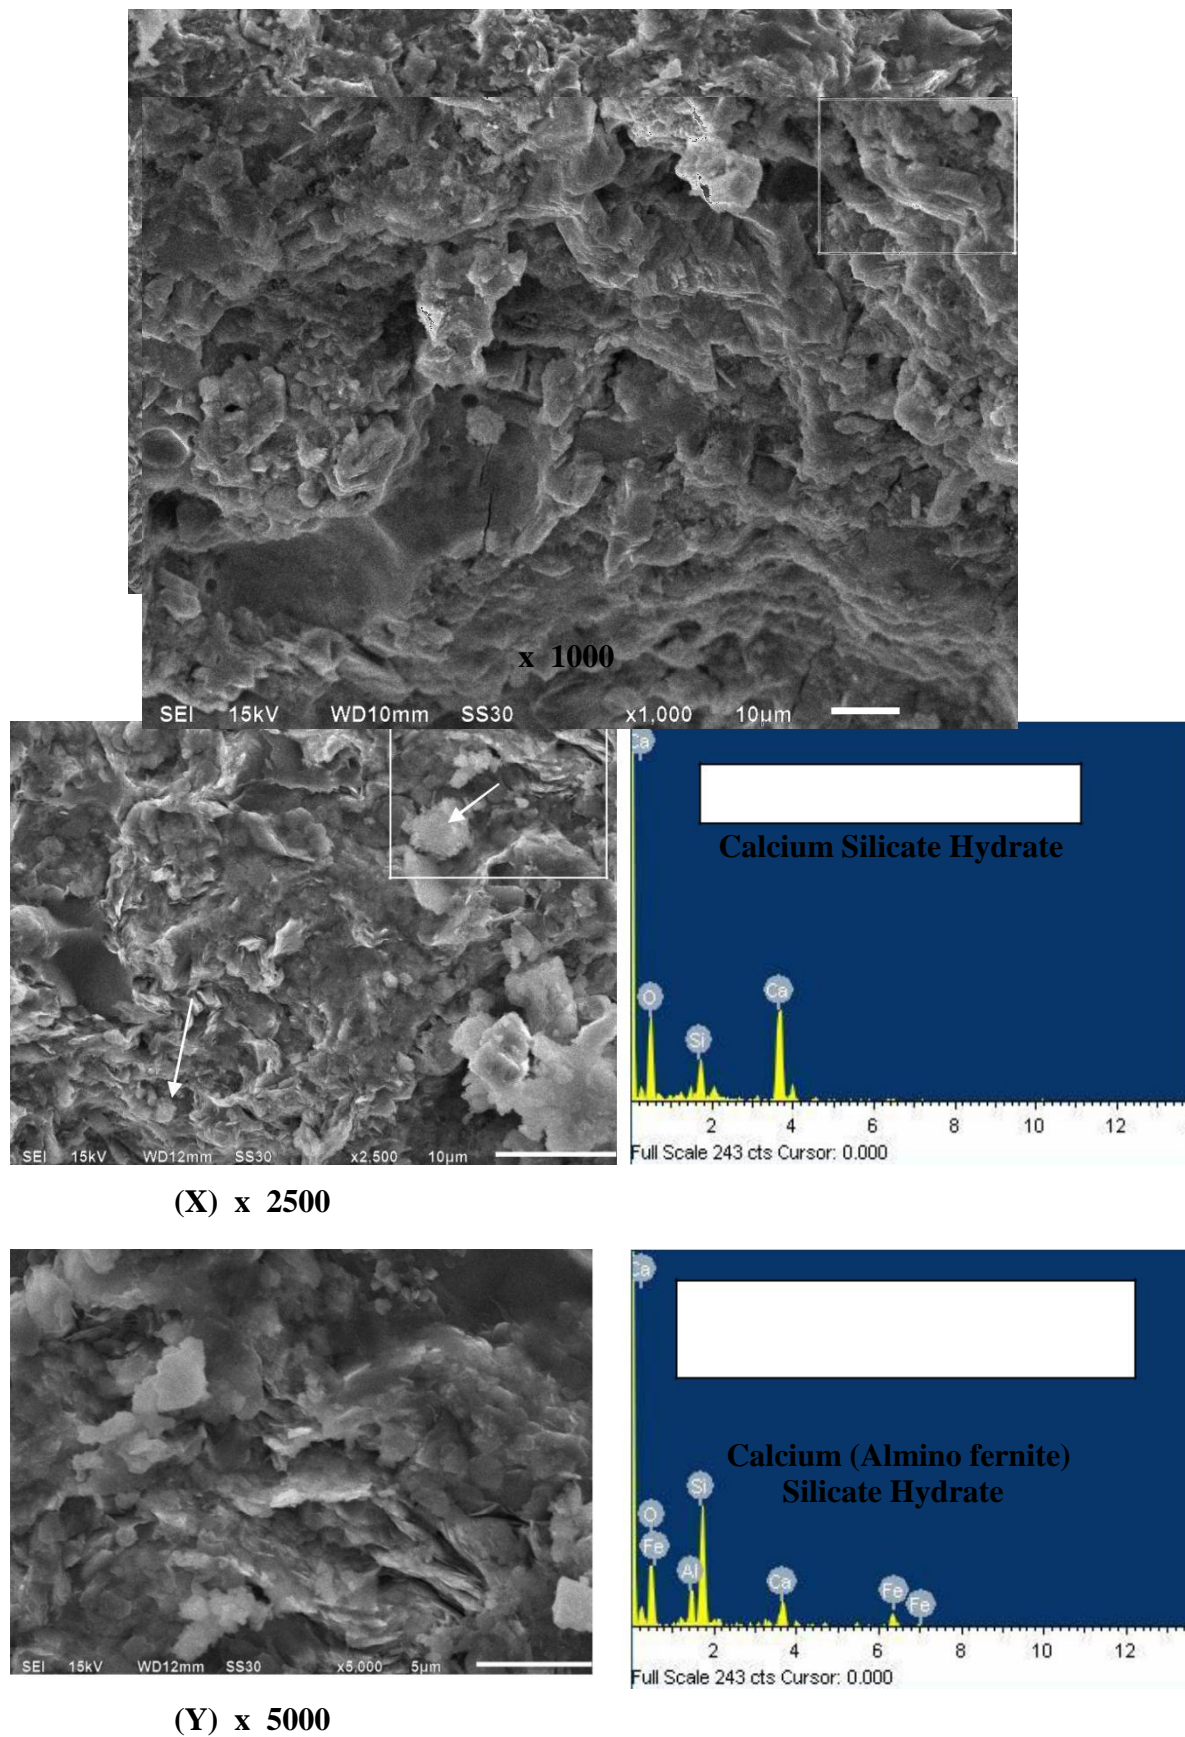 x 1000
SEI 15kV WD10mm SS30 x1,000 10µm
SEI 15kV WD12mm SS30 x2,500 10µm
Ca
Calcium Silicate Hydrate
O Si Ca
2 4 6 8 10 12
Full Scale 243 cts Cursor: 0.000
(X) x 2500
SEI 15kV WD12mm SS30 x5,000 5µm
Ca
Calcium (Almino fernite)
Silicate Hydrate
Si
O
Fe Al Ca Fe Fe
2 4 6 8 10 12
Full Scale 243 cts Cursor: 0.000
(Y) x 5000